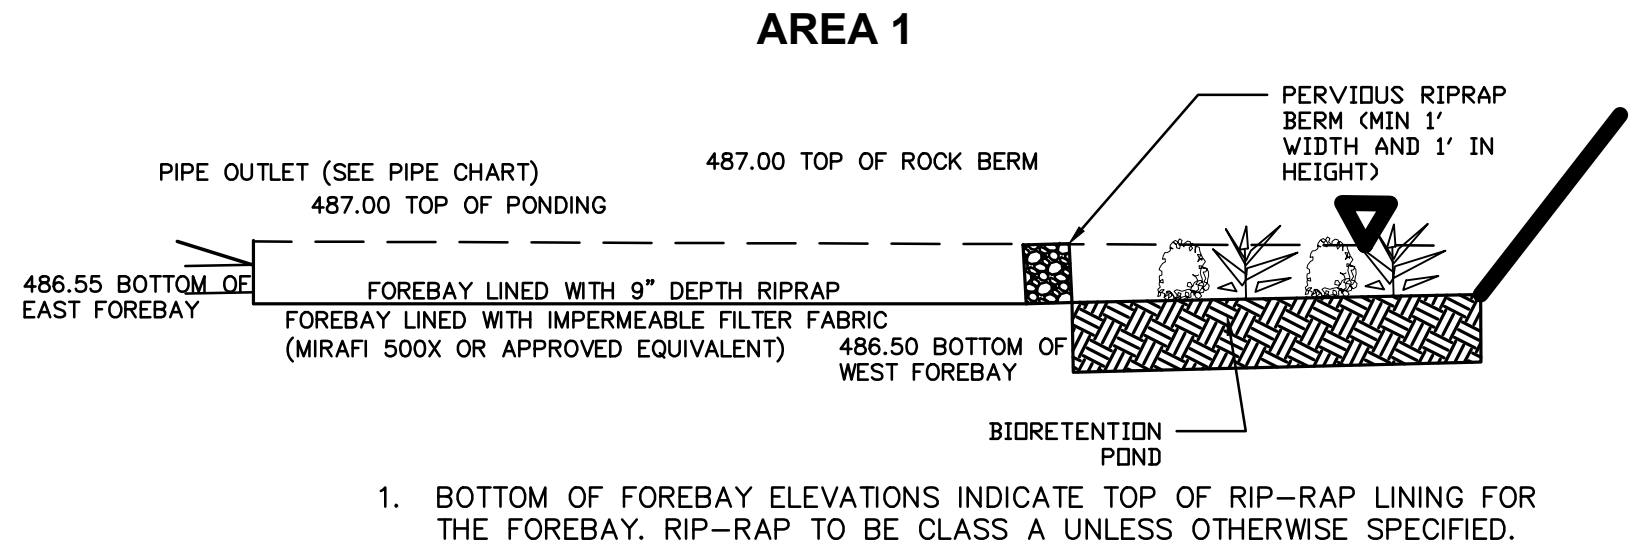 AREA 1
PERVIOUS RIPRAP
BERM (MIN 1'
WIDTH AND 1' IN
HEIGHT)
487.00 TOP OF ROCK BERM
PIPE OUTLET (SEE PIPE CHART)
487.00 TOP OF PONDING
486.55 BOTTOM OF
EAST FOREBAY
FOREBAY LINED WITH 9" DEPTH RIPRAP
FOREBAY LINED WITH IMPERMEABLE FILTER FABRIC
(MIRAFI 500X OR APPROVED EQUIVALENT)
486.50 BOTTOM OF
WEST FOREBAY
BIORETENTION
POND
1. BOTTOM OF FOREBAY ELEVATIONS INDICATE TOP OF RIP-RAP LINING FOR
THE FOREBAY. RIP-RAP TO BE CLASS A UNLESS OTHERWISE SPECIFIED.